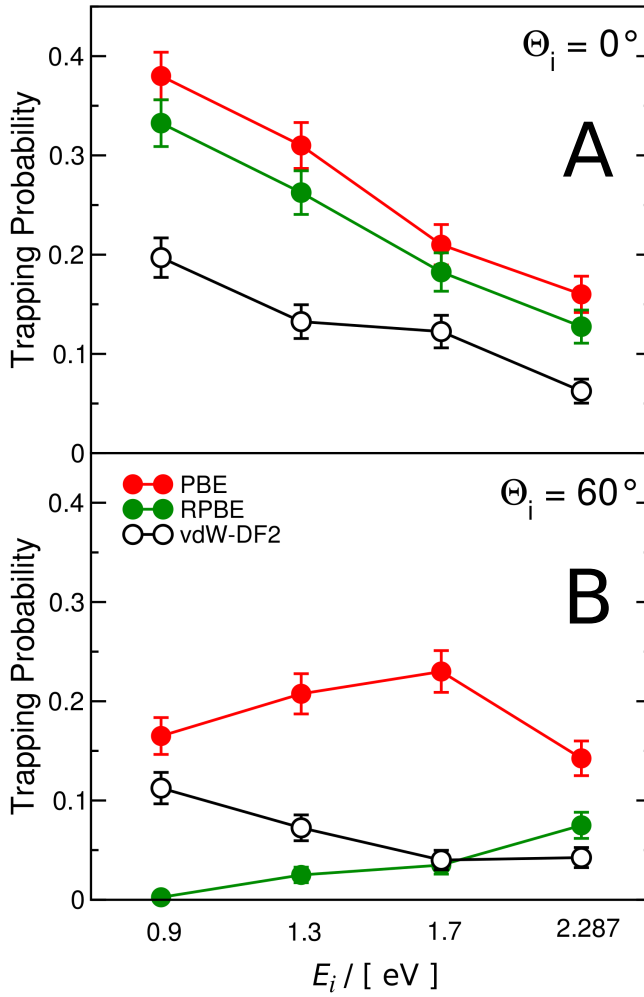 Θi = 0°
A
Trapping Probability
0.4
0.3
0.2
0.1
0
PBE
RPBE
vdW-DF2
Θi = 60°
B
Trapping Probability
0.4
0.3
0.2
0.1
0
0.9 1.3 1.7 2.287
Ei / [ eV ]